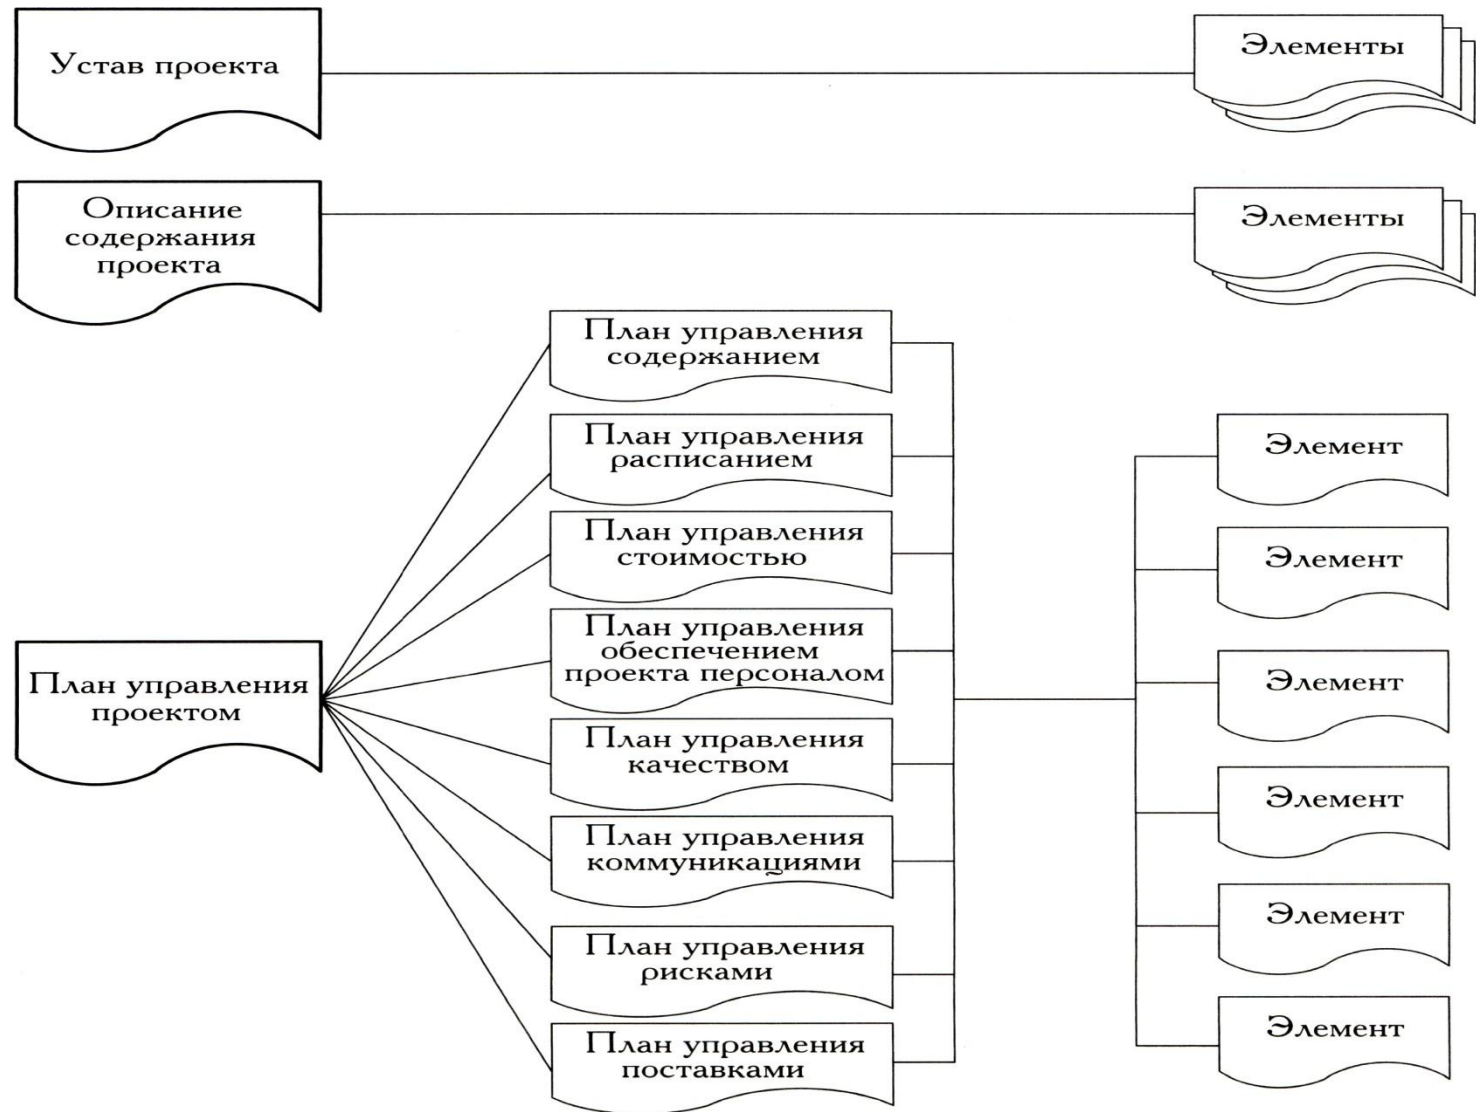 Устав проекта
Элементы
Описание
содержания
проекта
Элементы
План управления
содержанием
План управления
расписанием
План управления
стоимостью
План управления
обеспечением
проекта персоналом
План управления
проектом
План управления
качеством
План управления
коммуникациями
План управления
рисками
План управления
поставками
Элемент
Элемент
Элемент
Элемент
Элемент
Элемент